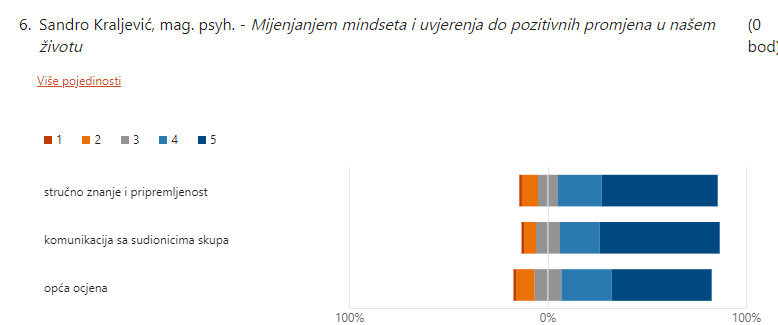 6. Sandro Kraljević, mag. psyh. - Mijenjanjem mindseta i uvjerenja do pozitivnih promjena u našem (0
životu bod)
Više pojedinosti
1 2 3 4 5
stručno znanje i pripremljenost
komunikacija sa sudionicima skupa
opća ocjena
100% 0% 100%